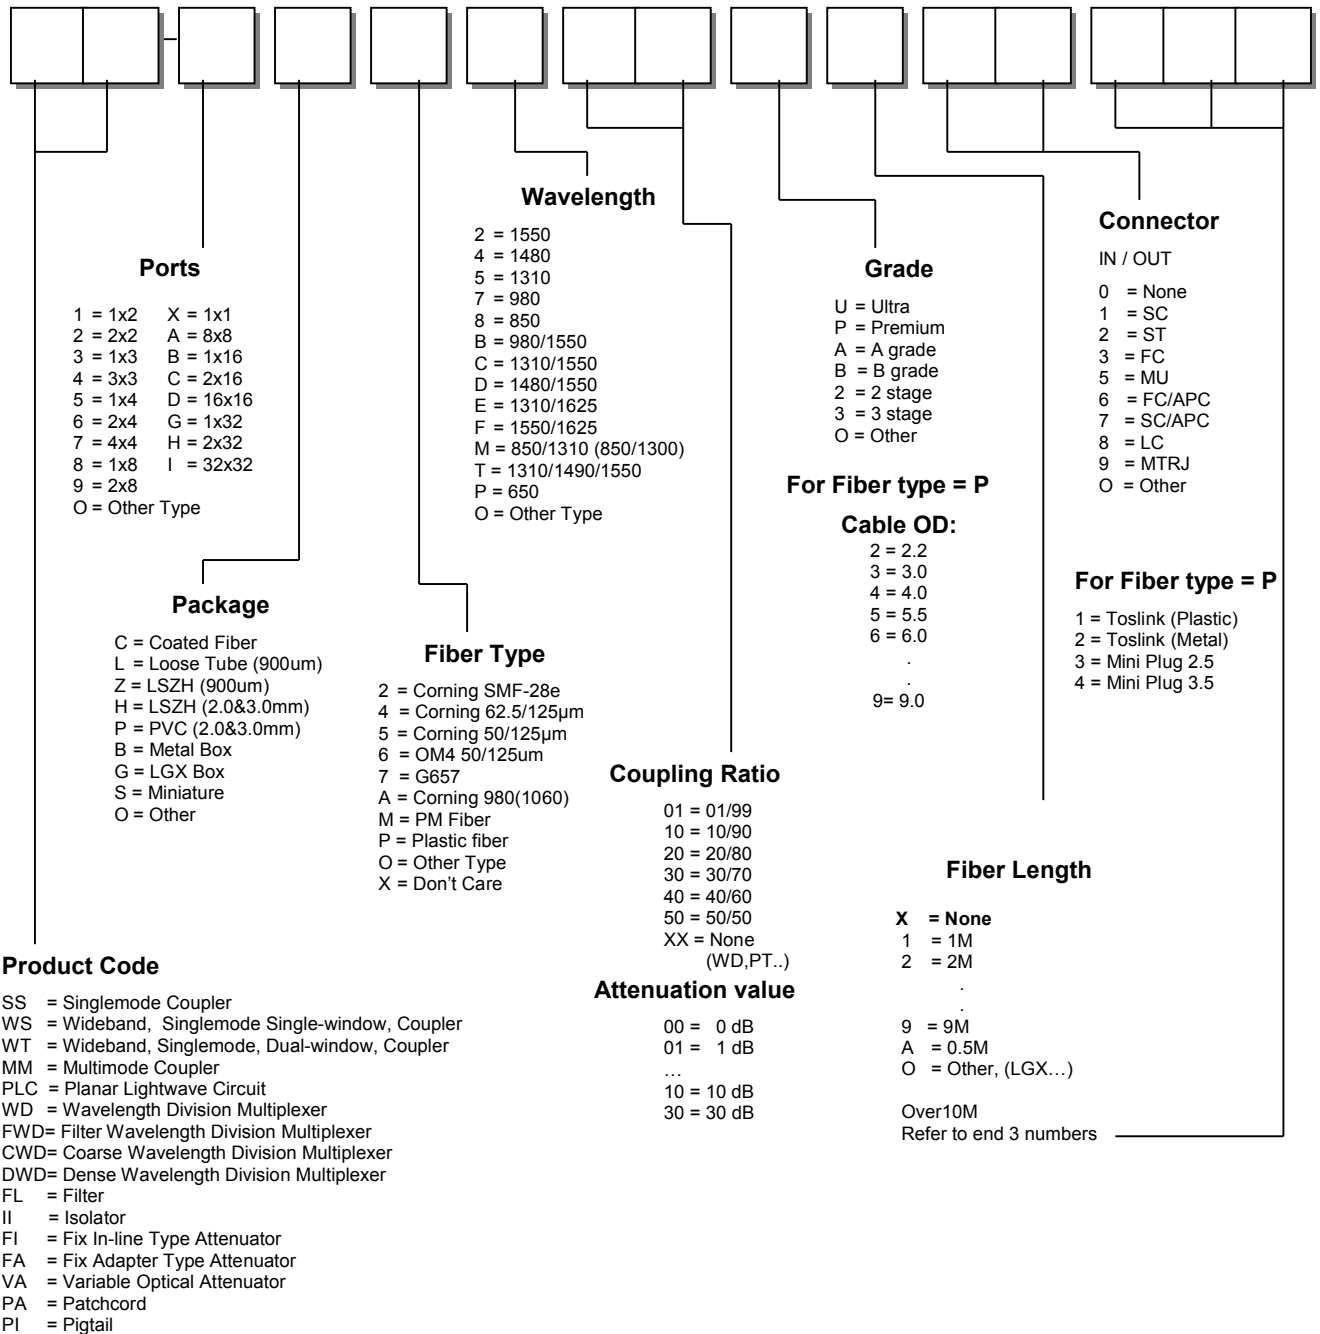 Wavelength
2 = 1550
4 = 1480
5 = 1310
7 = 980
8 = 850
B = 980/1550
C = 1310/1550
D = 1480/1550
E = 1310/1625
F = 1550/1625
M = 850/1310 (850/1300)
T = 1310/1490/1550
P = 650
O = Other Type
Connector
IN / OUT
0 = None
1 = SC
2 = ST
3 = FC
5 = MU
6 = FC/APC
7 = SC/APC
8 = LC
9 = MTRJ
O = Other
Ports
1 = 1x2 X = 1x1
2 = 2x2 A = 8x8
3 = 1x3 B = 1x16
4 = 3x3 C = 2x16
5 = 1x4 D = 16x16
6 = 2x4 G = 1x32
7 = 4x4 H = 2x32
8 = 1x8 I = 32x32
9 = 2x8
O = Other Type
Grade
U = Ultra
P = Premium
A = A grade
B = B grade
2 = 2 stage
3 = 3 stage
O = Other
For Fiber type = P
Cable OD:
2 = 2.2
3 = 3.0
4 = 4.0
5 = 5.5
6 = 6.0
.
.
9= 9.0
For Fiber type = P
1 = Toslink (Plastic)
2 = Toslink (Metal)
3 = Mini Plug 2.5
4 = Mini Plug 3.5
Package
C = Coated Fiber
L = Loose Tube (900um)
Z = LSZH (900um)
H = LSZH (2.0&3.0mm)
P = PVC (2.0&3.0mm)
B = Metal Box
G = LGX Box
S = Miniature
O = Other
Fiber Type
2 = Corning SMF-28e
4 = Corning 62.5/125µm
5 = Corning 50/125µm
6 = OM4 50/125um
7 = G657
A = Corning 980(1060)
M = PM Fiber
P = Plastic fiber
O = Other Type
X = Don't Care
Coupling Ratio
01 = 01/99
10 = 10/90
20 = 20/80
30 = 30/70
40 = 40/60
50 = 50/50
XX = None
(WD,PT..)
Attenuation value
00 = 0 dB
01 = 1 dB
…
10 = 10 dB
30 = 30 dB
Fiber Length
X = None
1 = 1M
2 = 2M
.
.
9 = 9M
A = 0.5M
O = Other, (LGX…)
Over10M
Refer to end 3 numbers
Product Code
SS = Singlemode Coupler
WS = Wideband, Singlemode Single-window, Coupler
WT = Wideband, Singlemode, Dual-window, Coupler
MM = Multimode Coupler
PLC = Planar Lightwave Circuit
WD = Wavelength Division Multiplexer
FWD= Filter Wavelength Division Multiplexer
CWD= Coarse Wavelength Division Multiplexer
DWD= Dense Wavelength Division Multiplexer
FL = Filter
II = Isolator
FI = Fix In-line Type Attenuator
FA = Fix Adapter Type Attenuator
VA = Variable Optical Attenuator
PA = Patchcord
PI = Pigtail